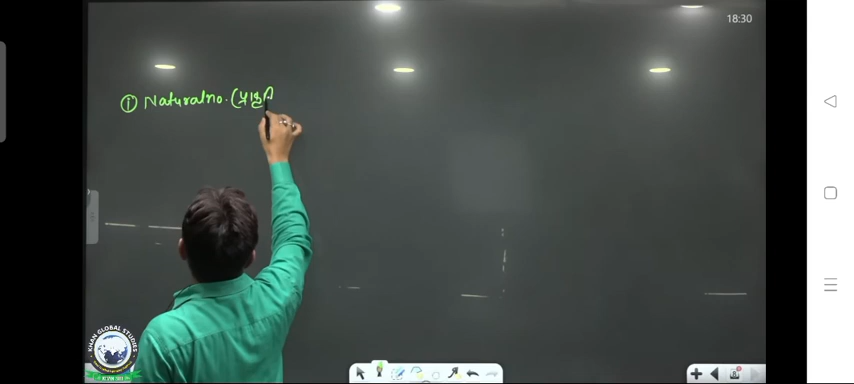 18:30
① Natural no. (प्राकृ
KHAN GLOBAL STUDIES